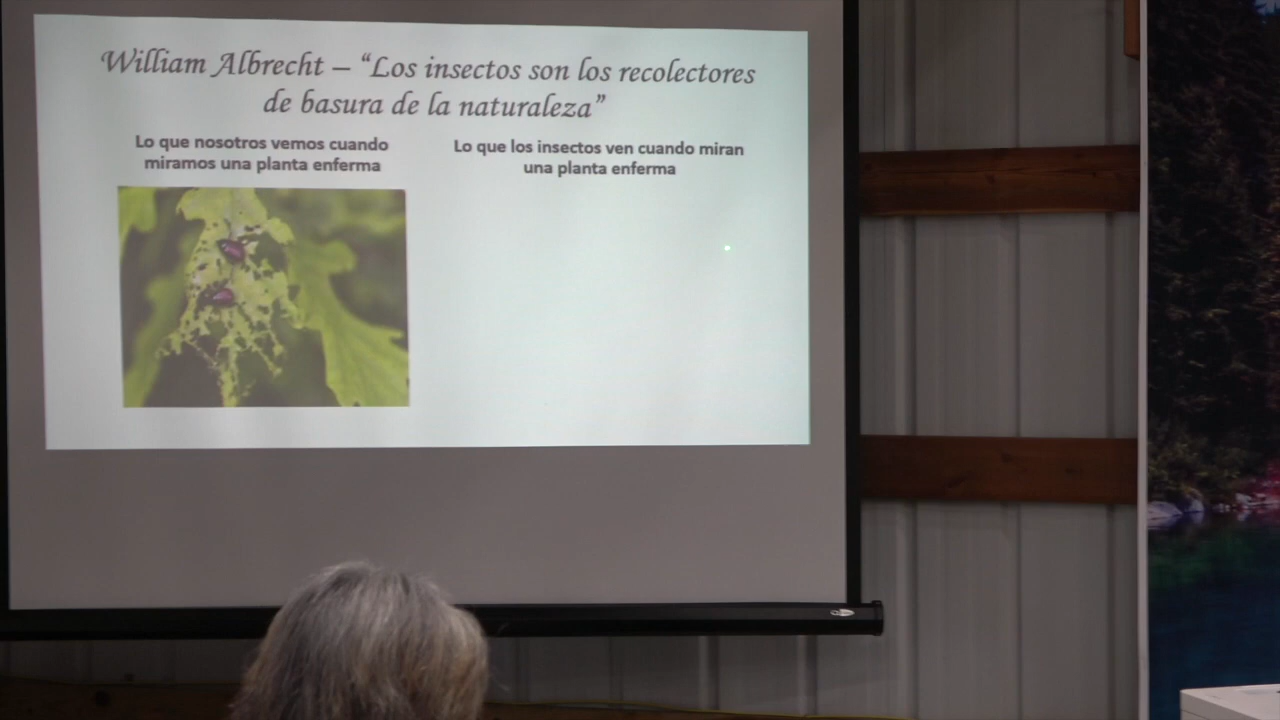 William Albrecht – “Los insectos son los recolectores
de basura de la naturaleza”
Lo que nosotros vemos cuando
miramos una planta enferma
Lo que los insectos ven cuando miran
una planta enferma